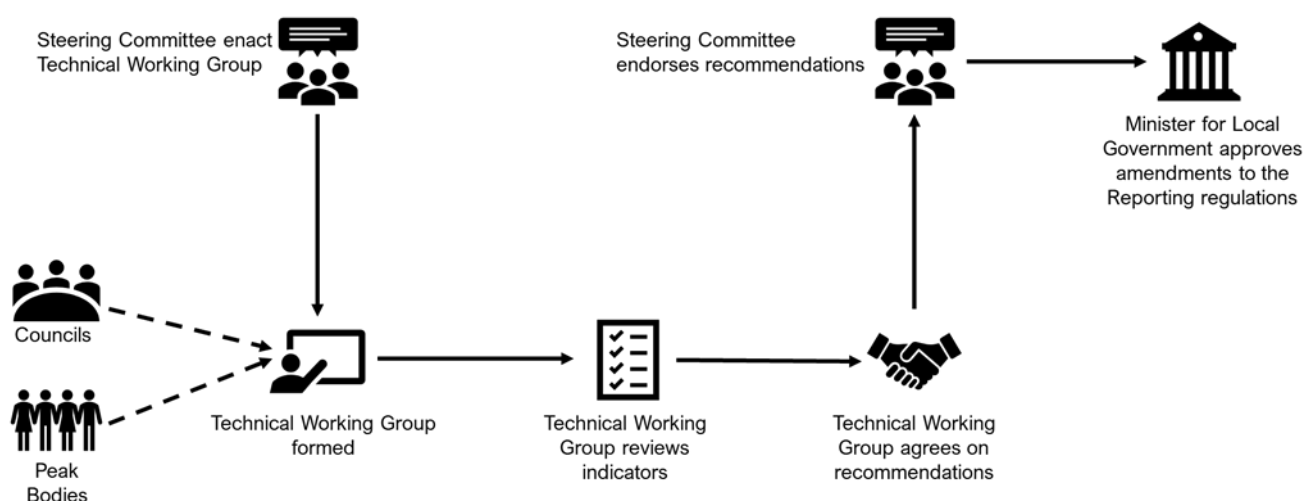 Steering Committee enact
Technical Working Group
Steering Committee
endorses recommendations
Minister for Local
Government approves
amendments to the
Reporting regulations
Councils
Peak
Bodies
Technical Working Group
formed
Technical Working
Group reviews
indicators
Technical Working
Group agrees on
recommendations